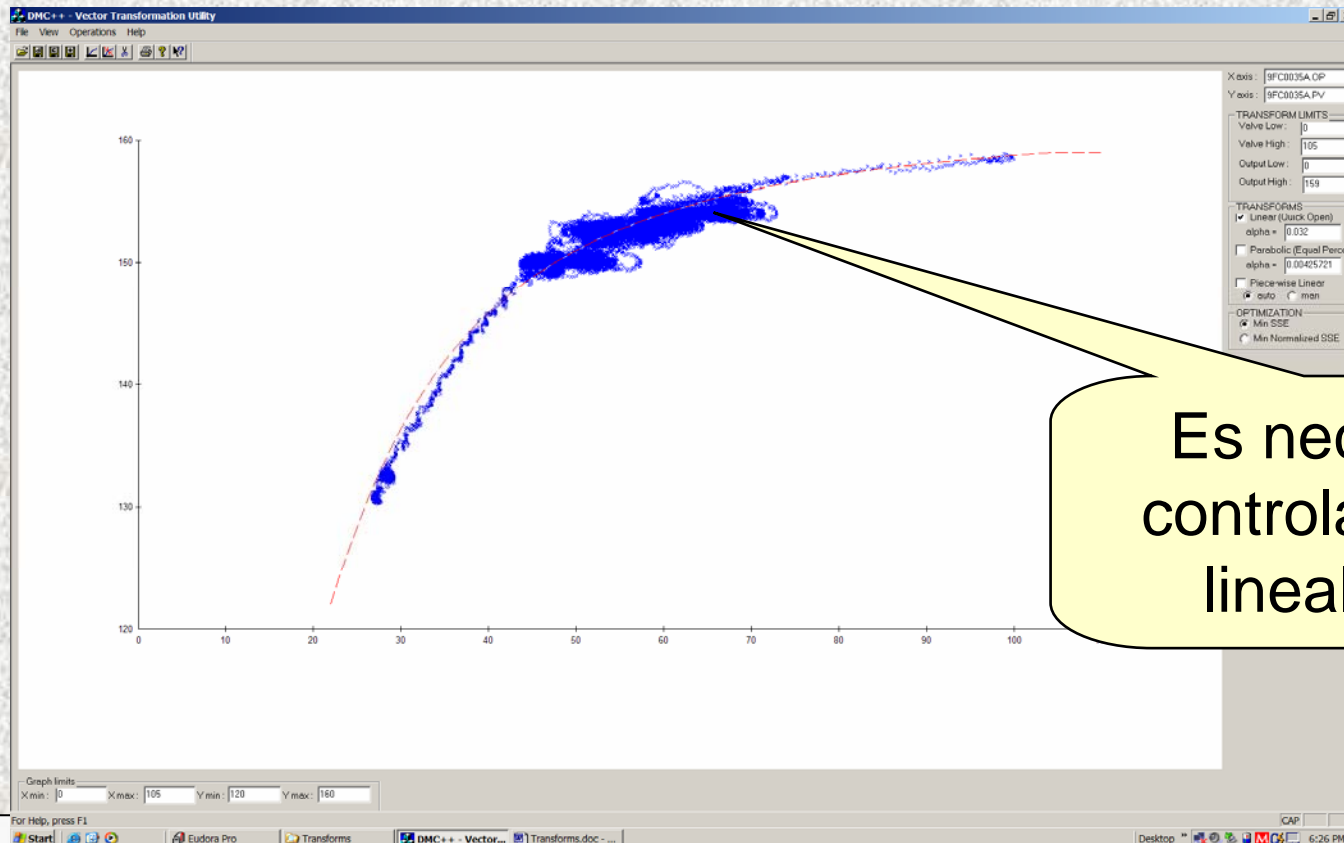 DMC++ - Vector Transformation Utility
File View Operations Help
X axis : 9FC0035A.OP
Y axis : 9FC0035A.PV
TRANSFORM LIMITS
Valve Low : 0
Valve High : 105
Output Low : 0
Output High : 159
TRANSFORMS
Linear (Quick Open)
alpha = 0.032
Parabolic (Equal Perce
alpha = 0.00425721
Piece-wise Linear
auto man
OPTIMIZATION
Min SSE
Min Normalized SSE
160
150
140
130
120
0 10 20 30 40 50 60 70 80 90 100
Es nec
controla
lineal
Graph limits
X min : 0 X max : 105 Y min : 120 Y max : 160
For Help, press F1
CAP
Start Eudora Pro Transforms DMC++ - Vector... Transforms.doc - ... Desktop » 6:26 PM